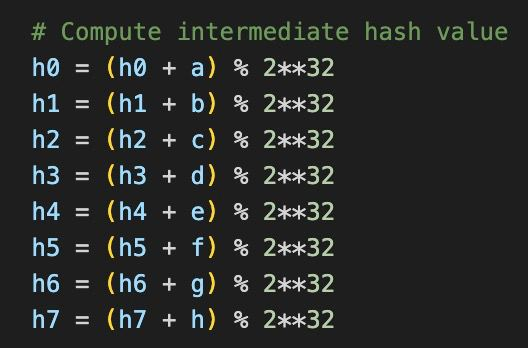 # Compute intermediate hash value
h0 = (h0 + a) % 2**32
h1 = (h1 + b) % 2**32
h2 = (h2 + c) % 2**32
h3 = (h3 + d) % 2**32
h4 = (h4 + e) % 2**32
h5 = (h5 + f) % 2**32
h6 = (h6 + g) % 2**32
h7 = (h7 + h) % 2**32